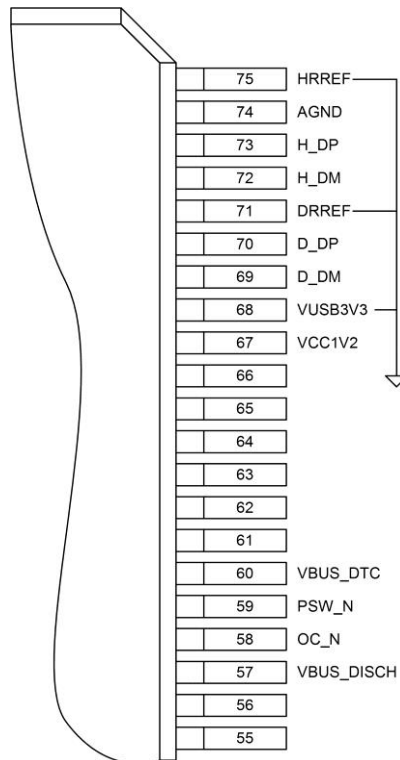 75 HRREF
74 AGND
73 H_DP
72 H_DM
71 DRREF
70 D_DP
69 D_DM
68 VUSB3V3
67 VCC1V2
66
65
64
63
62
61
60 VBUS_DTC
59 PSW_N
58 OC_N
57 VBUS_DISCH
56
55